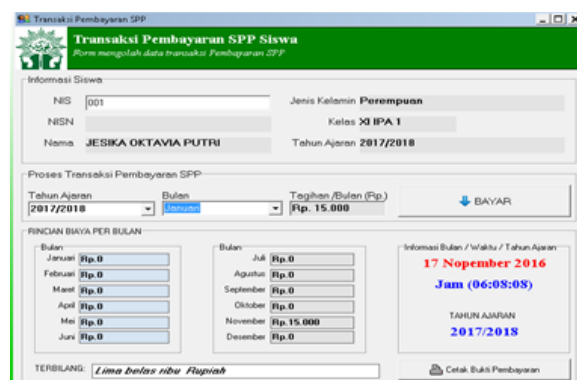 Transaksi Pembayaran SPP
Transaksi Pembayaran SPP Siswa
Form mengolah data transaksi Pembayaran SPP
Informasi Siswa
NIS 001 Jenis Kelamin Perempuan
NISN Kelas XI IPA 1
Nama JESIKA OKTAVIA PUTRI Tahun Ajaran 2017/2018
Proses Transaksi Pembayaran SPP
Tahun Ajaran Bulan Tagihan /Bulan (Rp.)
2017/2018 Januari Rp. 15.000 BAYAR
RINCIAN BIAYA PER BULAN
Bulan Bulan Informasi Bulan / Waktu / Tahun Ajaran
Januari Rp.0 Juli Rp.0 17 Nopember 2016
Februari Rp.0 Agustus Rp.0 Jam (06:08:08)
Maret Rp.0 September Rp.0
April Rp.0 Oktober Rp.0 TAHUN AJARAN
Mei Rp.0 November Rp.15.000 2017/2018
Juni Rp.0 Desember Rp.0
TERBILANG: Lima belas ribu Rupiah Cetak Bukti Pembayaran